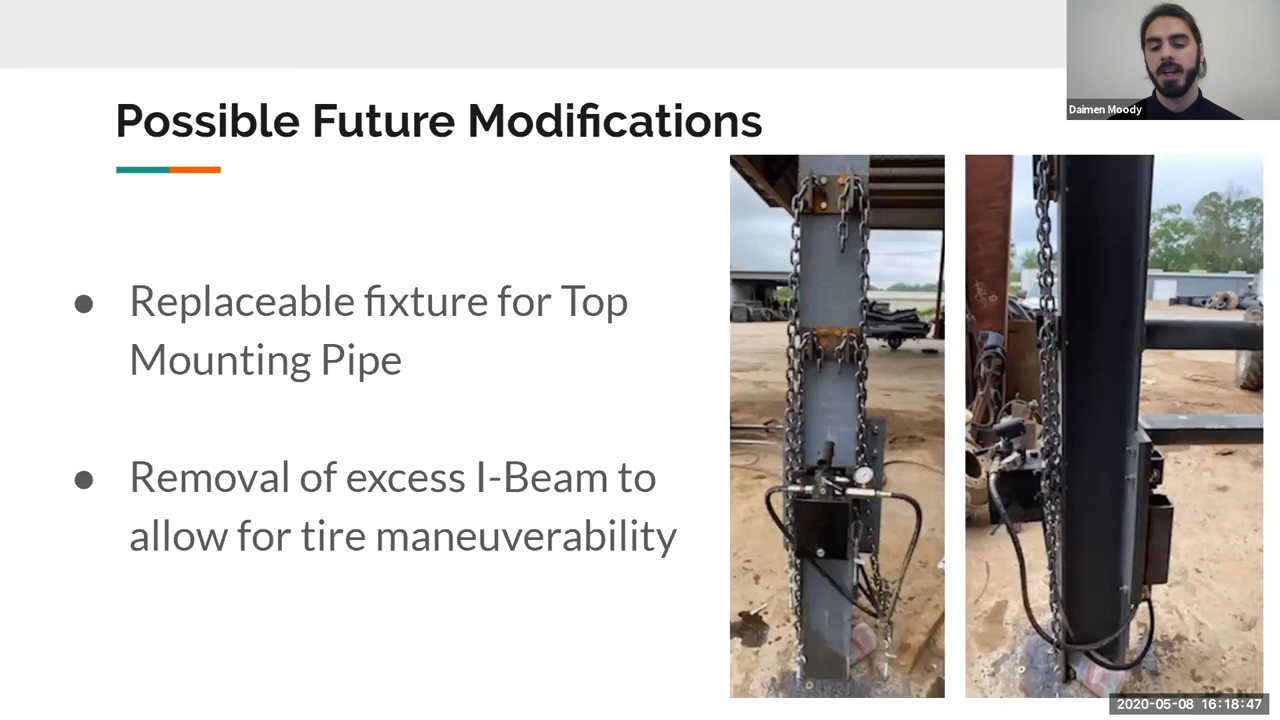 Daimen Moody
Possible Future Modifications
● Replaceable fixture for Top
Mounting Pipe
● Removal of excess I-Beam to
allow for tire maneuverability
2020-05-08 16:18:47